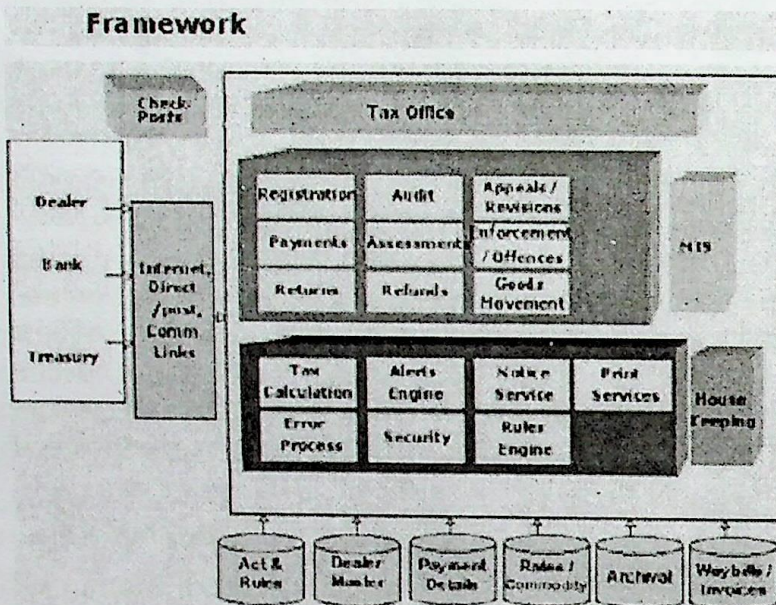 Framework
Check-
Posts
Tax Office
Dealer
Bank
Treasury
Internet,
Direct
/post,
Comm
Links
Registration
Audit
Appeals /
Revisions
Payments
Assessments
Enforcement
/ Offences
Returns
Refunds
Goods
Movement
MIS
Tax
Calculation
Alerts
Engine
Notice
Service
Print
Services
Error
Process
Security
Rules
Engine
House
Keeping
Act &
Rules
Dealer
Master
Payment
Details
Rates /
Commodity
Archival
Waybills /
Invoices